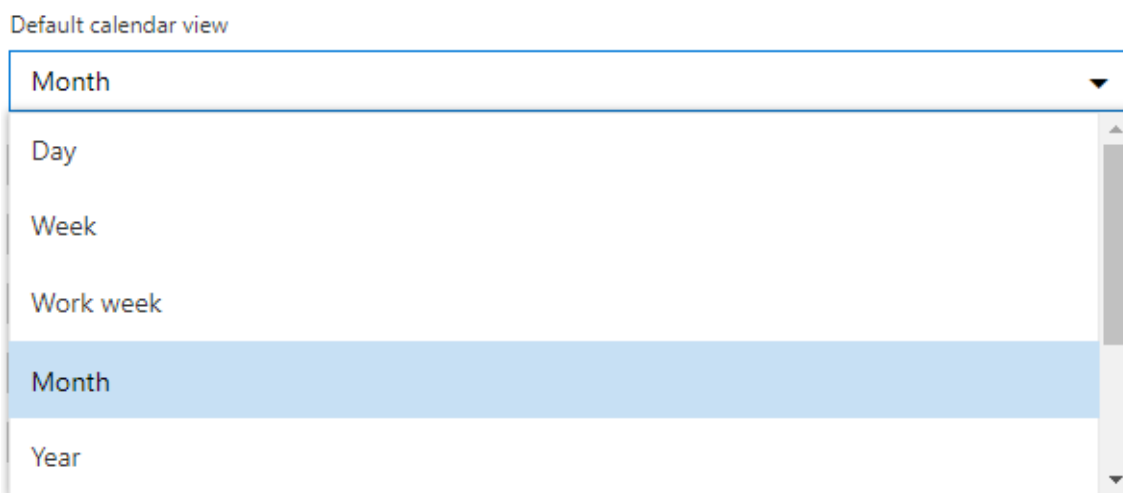 Default calendar view
Month
Day
Week
Work week
Month
Year